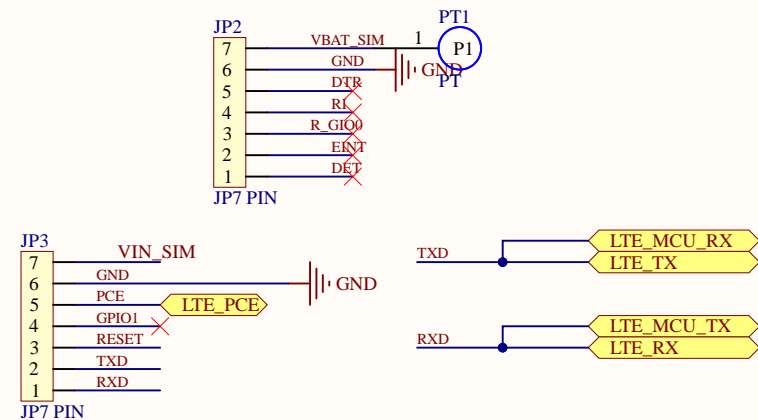 PT1
JP2
7 VBAT_SIM 1 P1
6 GND GND
PT
5 DTR
4 RI
3 R_GIO0
2 EINT
1 DET
JP7 PIN
JP3
7 VIN_SIM
6 GND GND
5 PCE LTE_PCE
4 GPIO1
3 RESET
2 TXD
1 RXD
JP7 PIN
LTE_MCU_RX
TXD LTE_TX
LTE_MCU_TX
RXD LTE_RX